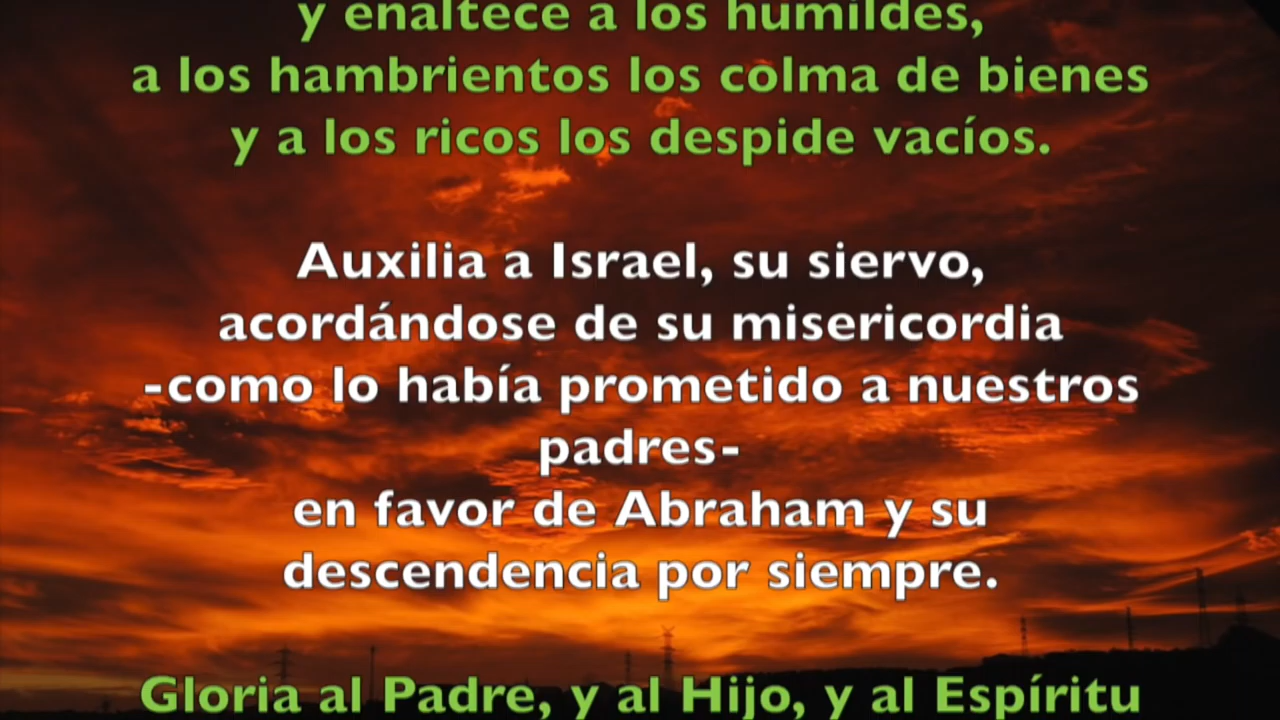 y enaltece a los humildes,
a los hambrientos los colma de bienes
y a los ricos los despide vacíos.
Auxilia a Israel, su siervo,
acordándose de su misericordia
-como lo había prometido a nuestros
padres-
en favor de Abraham y su
descendencia por siempre.
Gloria al Padre, y al Hijo, y al Espíritu